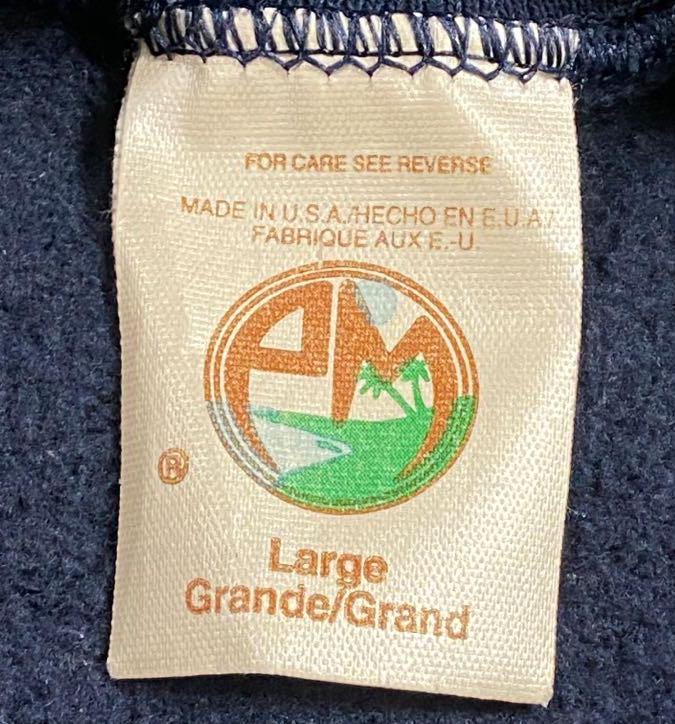 FOR CARE SEE REVERSE
MADE IN U.S.A./HECHO EN E.U.A./
FABRIQUE AUX E.-U.
PM
®
Large
Grande/Grand